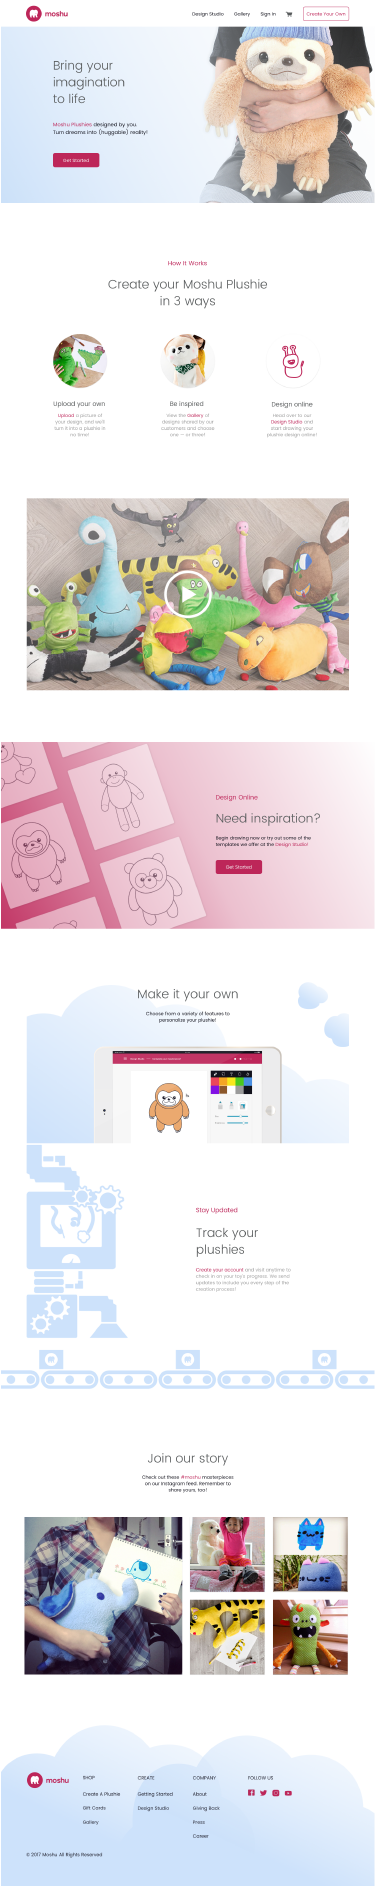 moshu
Design Studio
Gallery
Sign In
Create Your Own
Bring your
imagination
to life
Moshu Plushies designed by you.
Turn dreams into (huggable) reality!
Get Started
How It Works
Create your Moshu Plushie
in 3 ways
Upload your own
Upload a picture of
your design, and we'll
turn it into a plushie in
no time!
Be inspired
View the Gallery of
designs shared by our
customers and choose
one — or three!
Design online
Head over to our
Design Studio and
start drawing your
plushie design online!
Design Online
Need inspiration?
Begin drawing now or try out some of the
templates we offer at the Design Studio!
Get Started
Make it your own
Choose from a variety of features to
personalize your plushie!
Stay Updated
Track your
plushies
Create your account and visit anytime to
check in on your toy's progress. We send
updates to include you every step of the
creation process!
Join our story
Check out these #moshu masterpieces
on our Instagram feed. Remember to
share yours, too!
moshu
SHOP
Create A Plushie
Gift Cards
Gallery
CREATE
Getting Started
Design Studio
COMPANY
About
Giving Back
Press
Career
FOLLOW US
© 2017 Moshu. All Rights Reserved